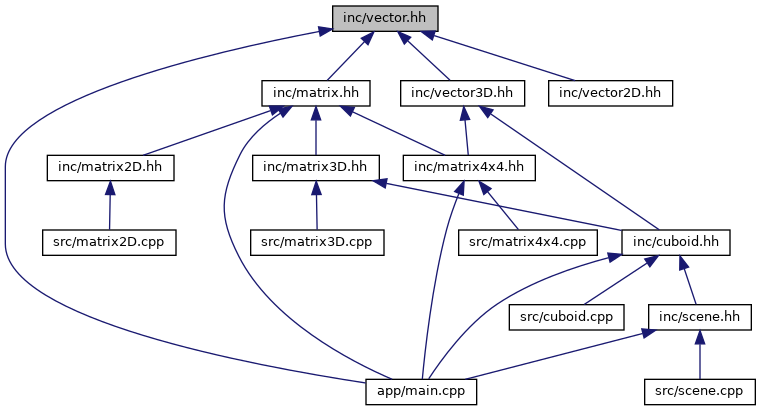 inc/vector.hh
inc/matrix.hh
inc/vector3D.hh
inc/vector2D.hh
inc/matrix2D.hh
inc/matrix3D.hh
inc/matrix4x4.hh
src/matrix2D.cpp
src/matrix3D.cpp
src/matrix4x4.cpp
inc/cuboid.hh
src/cuboid.cpp
inc/scene.hh
app/main.cpp
src/scene.cpp